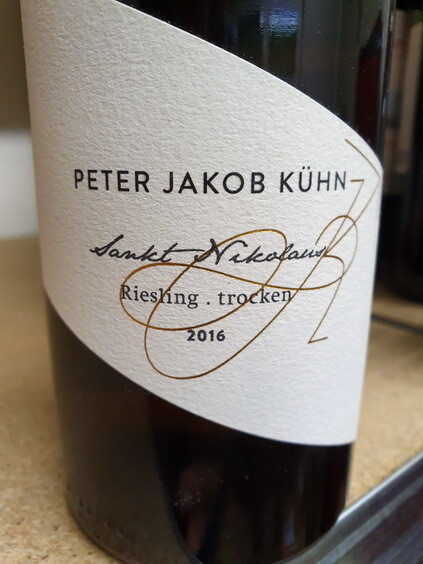 PETER JAKOB KÜHN
Sankt Nikolaus
Riesling . trocken
2016